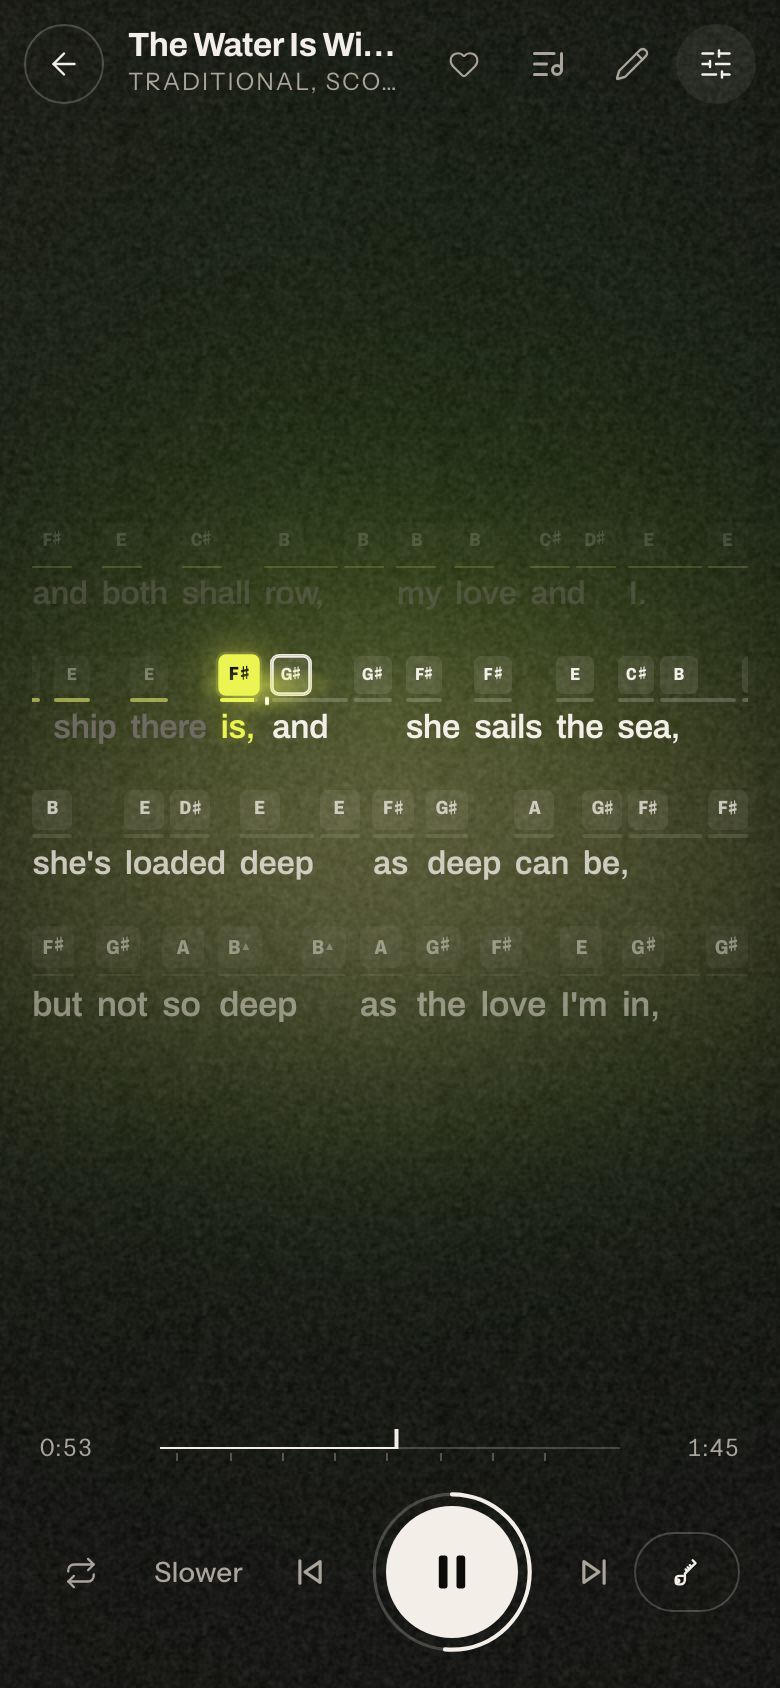 The Water Is Wi...
TRADITIONAL, SCO...
F♯ E C♯ B B B B C♯ D♯ E E
and both shall row, my love and I.
E E F♯ G♯ G♯ F♯ F♯ E C♯ B
ship there is, and she sails the sea,
B E D♯ E E F♯ G♯ A G♯ F♯ F♯
she's loaded deep as deep can be,
F♯ G♯ A B▲ B▲ A G♯ F♯ E G♯ G♯
but not so deep as the love I'm in,
0:53 1:45
Slower